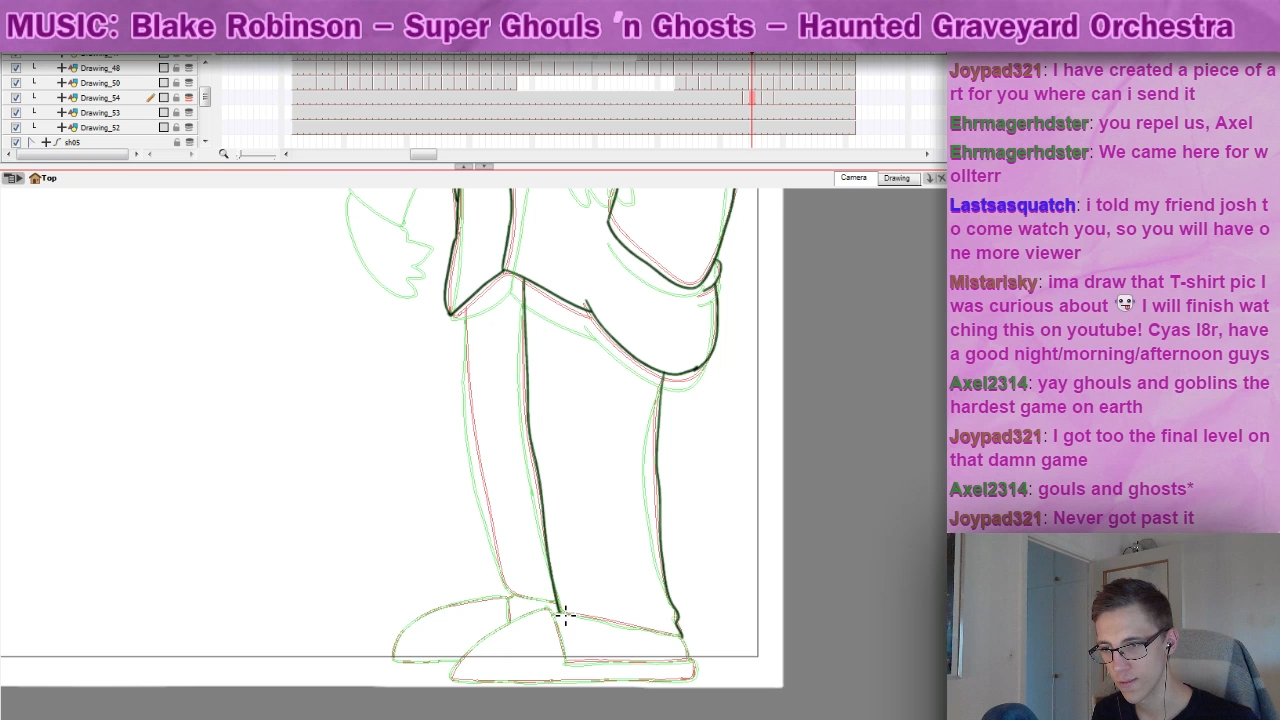 MUSIC: Blake Robinson – Super Ghouls 'n Ghosts – Haunted Graveyard Orchestra
Drawing_48
Drawing_50
Drawing_54
Drawing_53
Drawing_52
sh05
Top
Camera
Drawing
Joypad321: I have created a piece of a
rt for you where can i send it
Ehrmagerhdster: you repel us, Axel
Ehrmagerhdster: We came here for w
ollterr
Lastsasquatch: i told my friend josh t
o come watch you, so you will have o
ne more viewer
Mistarisky: ima draw that T-shirt pic I
was curious about I will finish wat
ching this on youtube! Cyas l8r, have
a good night/morning/afternoon guys
Axel2314: yay ghouls and goblins the
hardest game on earth
Joypad321: I got too the final level on
that damn game
Axel2314: gouls and ghosts*
Joypad321: Never got past it